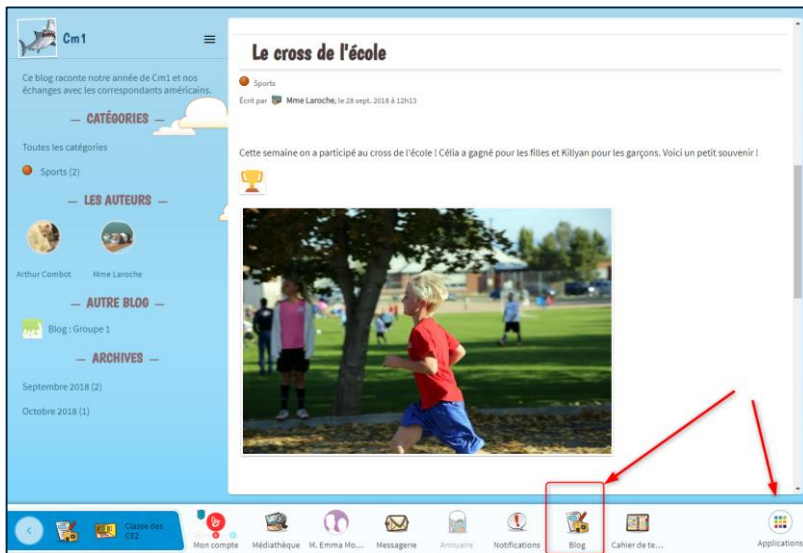 Cm1
Ce blog raconte notre année de Cm1 et nos
échanges avec les correspondants américains.
— CATÉGORIES —
Toutes les catégories
Sports (2)
— LES AUTEURS —
Arthur Combot
Mme Laroche
— AUTRE BLOG —
Blog : Groupe 1
— ARCHIVES —
Septembre 2018 (2)
Octobre 2018 (1)
Le cross de l'école
Sports
Écrit par Mme Laroche, le 28 sept. 2018 à 12h13
Cette semaine on a participé au cross de l'école ! Célia a gagné pour les filles et Killyan pour les garçons. Voici un petit souvenir !
Classe des
CE2
Mon compte
Médiathèque
M. Emma Mo...
Messagerie
Annuaire
Notifications
Blog
Cahier de te...
Applications